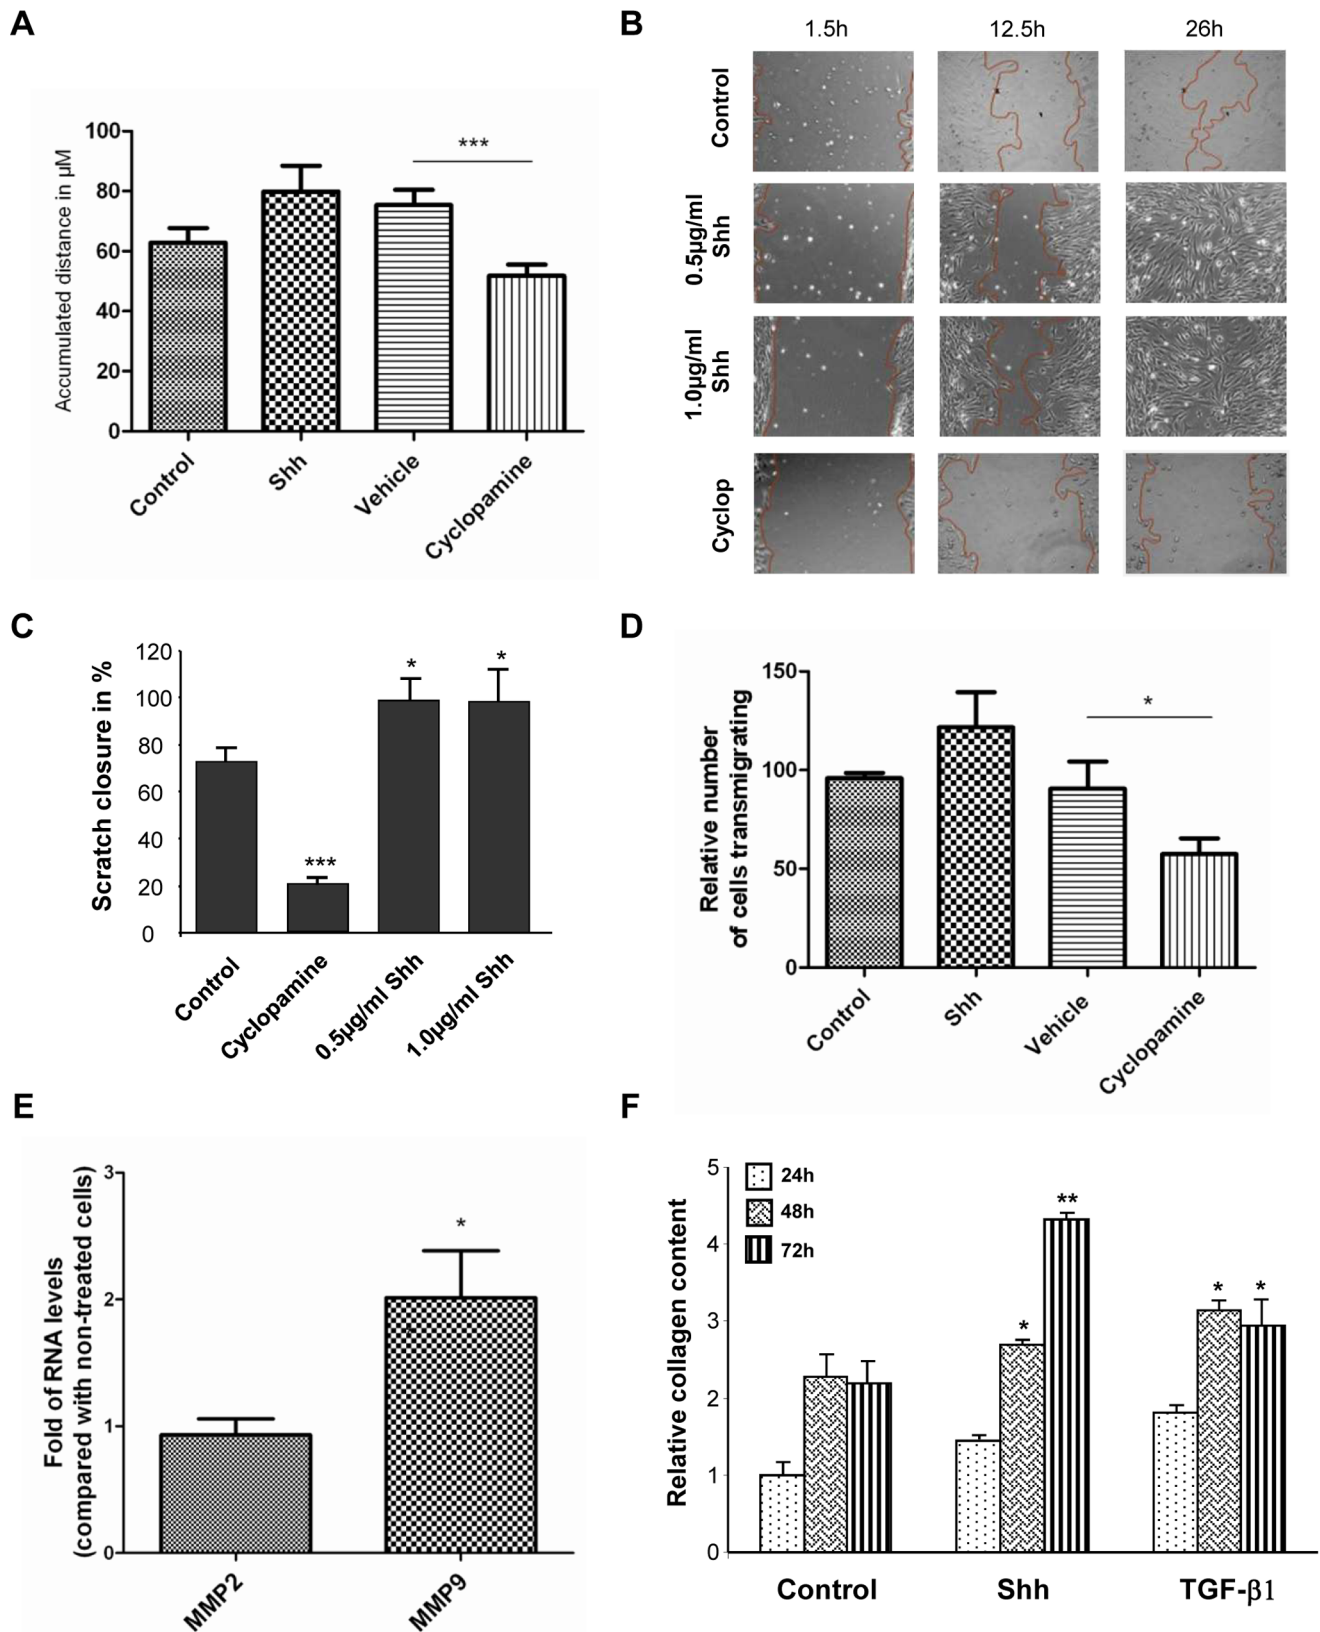 A
Accumulated distance in µM
100
80
60
40
20
0
***
Control
Shh
Vehicle
Cyclopamine
B
1.5h
12.5h
26h
Control
0.5µg/ml
Shh
1.0µg/ml
Shh
Cyclop
C
Scratch closure in %
120
100
80
60
40
20
0
***
*
*
Control
Cyclopamine
0.5µg/ml Shh
1.0µg/ml Shh
D
Relative number
of cells transmigrating
150
100
50
0
*
Control
Shh
Vehicle
Cyclopamine
E
Fold of RNA levels
(compared with non-treated cells)
3
2
1
0
*
MMP2
MMP9
F
Relative collagen content
5
4
3
2
1
0
24h
48h
72h
*
**
*
*
Control
Shh
TGF-β1